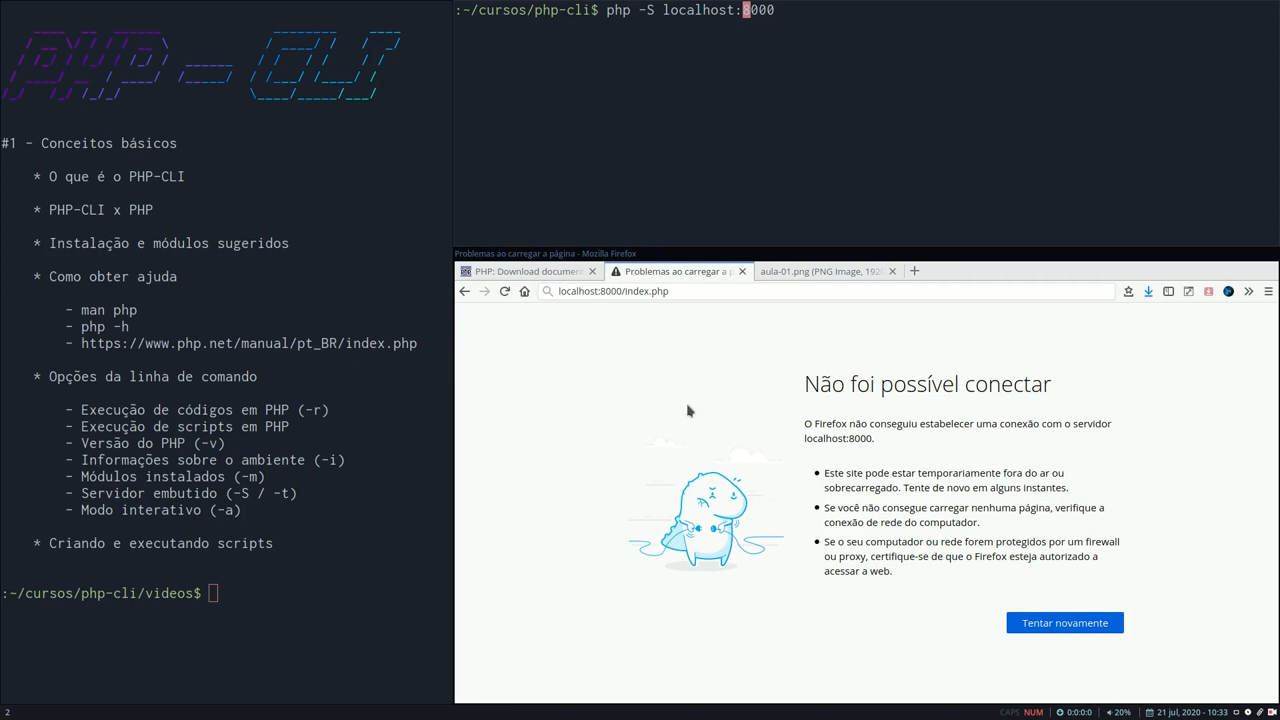 PHP - CLI
#1 - Conceitos básicos
* O que é o PHP-CLI
* PHP-CLI x PHP
* Instalação e módulos sugeridos
* Como obter ajuda
- man php
- php -h
- https://www.php.net/manual/pt_BR/index.php
* Opções da linha de comando
- Execução de códigos em PHP (-r)
- Execução de scripts em PHP
- Versão do PHP (-v)
- Informações sobre o ambiente (-i)
- Módulos instalados (-m)
- Servidor embutido (-S / -t)
- Modo interativo (-a)
* Criando e executando scripts
:~/cursos/php-cli/videos$
:~/cursos/php-cli$ php -S localhost:8000
Problemas ao carregar a página - Mozilla Firefox
PHP: Download documen
Problemas ao carregar a p
aula-01.png (PNG Image, 192
localhost:8000/index.php
Não foi possível conectar
O Firefox não conseguiu estabelecer uma conexão com o servidor
localhost:8000.
Este site pode estar temporariamente fora do ar ou
sobrecarregado. Tente de novo em alguns instantes.
Se você não consegue carregar nenhuma página, verifique a
conexão de rede do computador.
Se o seu computador ou rede forem protegidos por um firewall
ou proxy, certifique-se de que o Firefox esteja autorizado a
acessar a web.
Tentar novamente
2
CAPS NUM
0:0:0:0
20%
21 jul, 2020 - 10:33